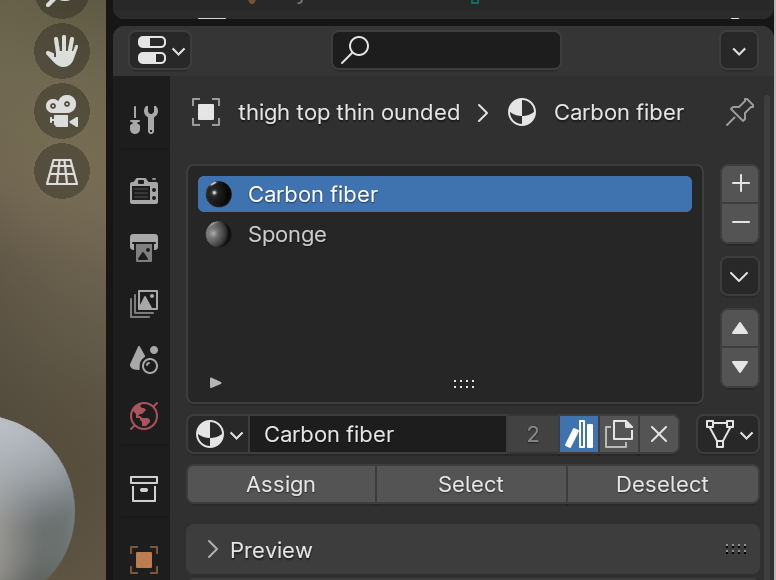 thigh top thin ounded > Carbon fiber
Carbon fiber
Sponge
Carbon fiber 2
Assign Select Deselect
Preview